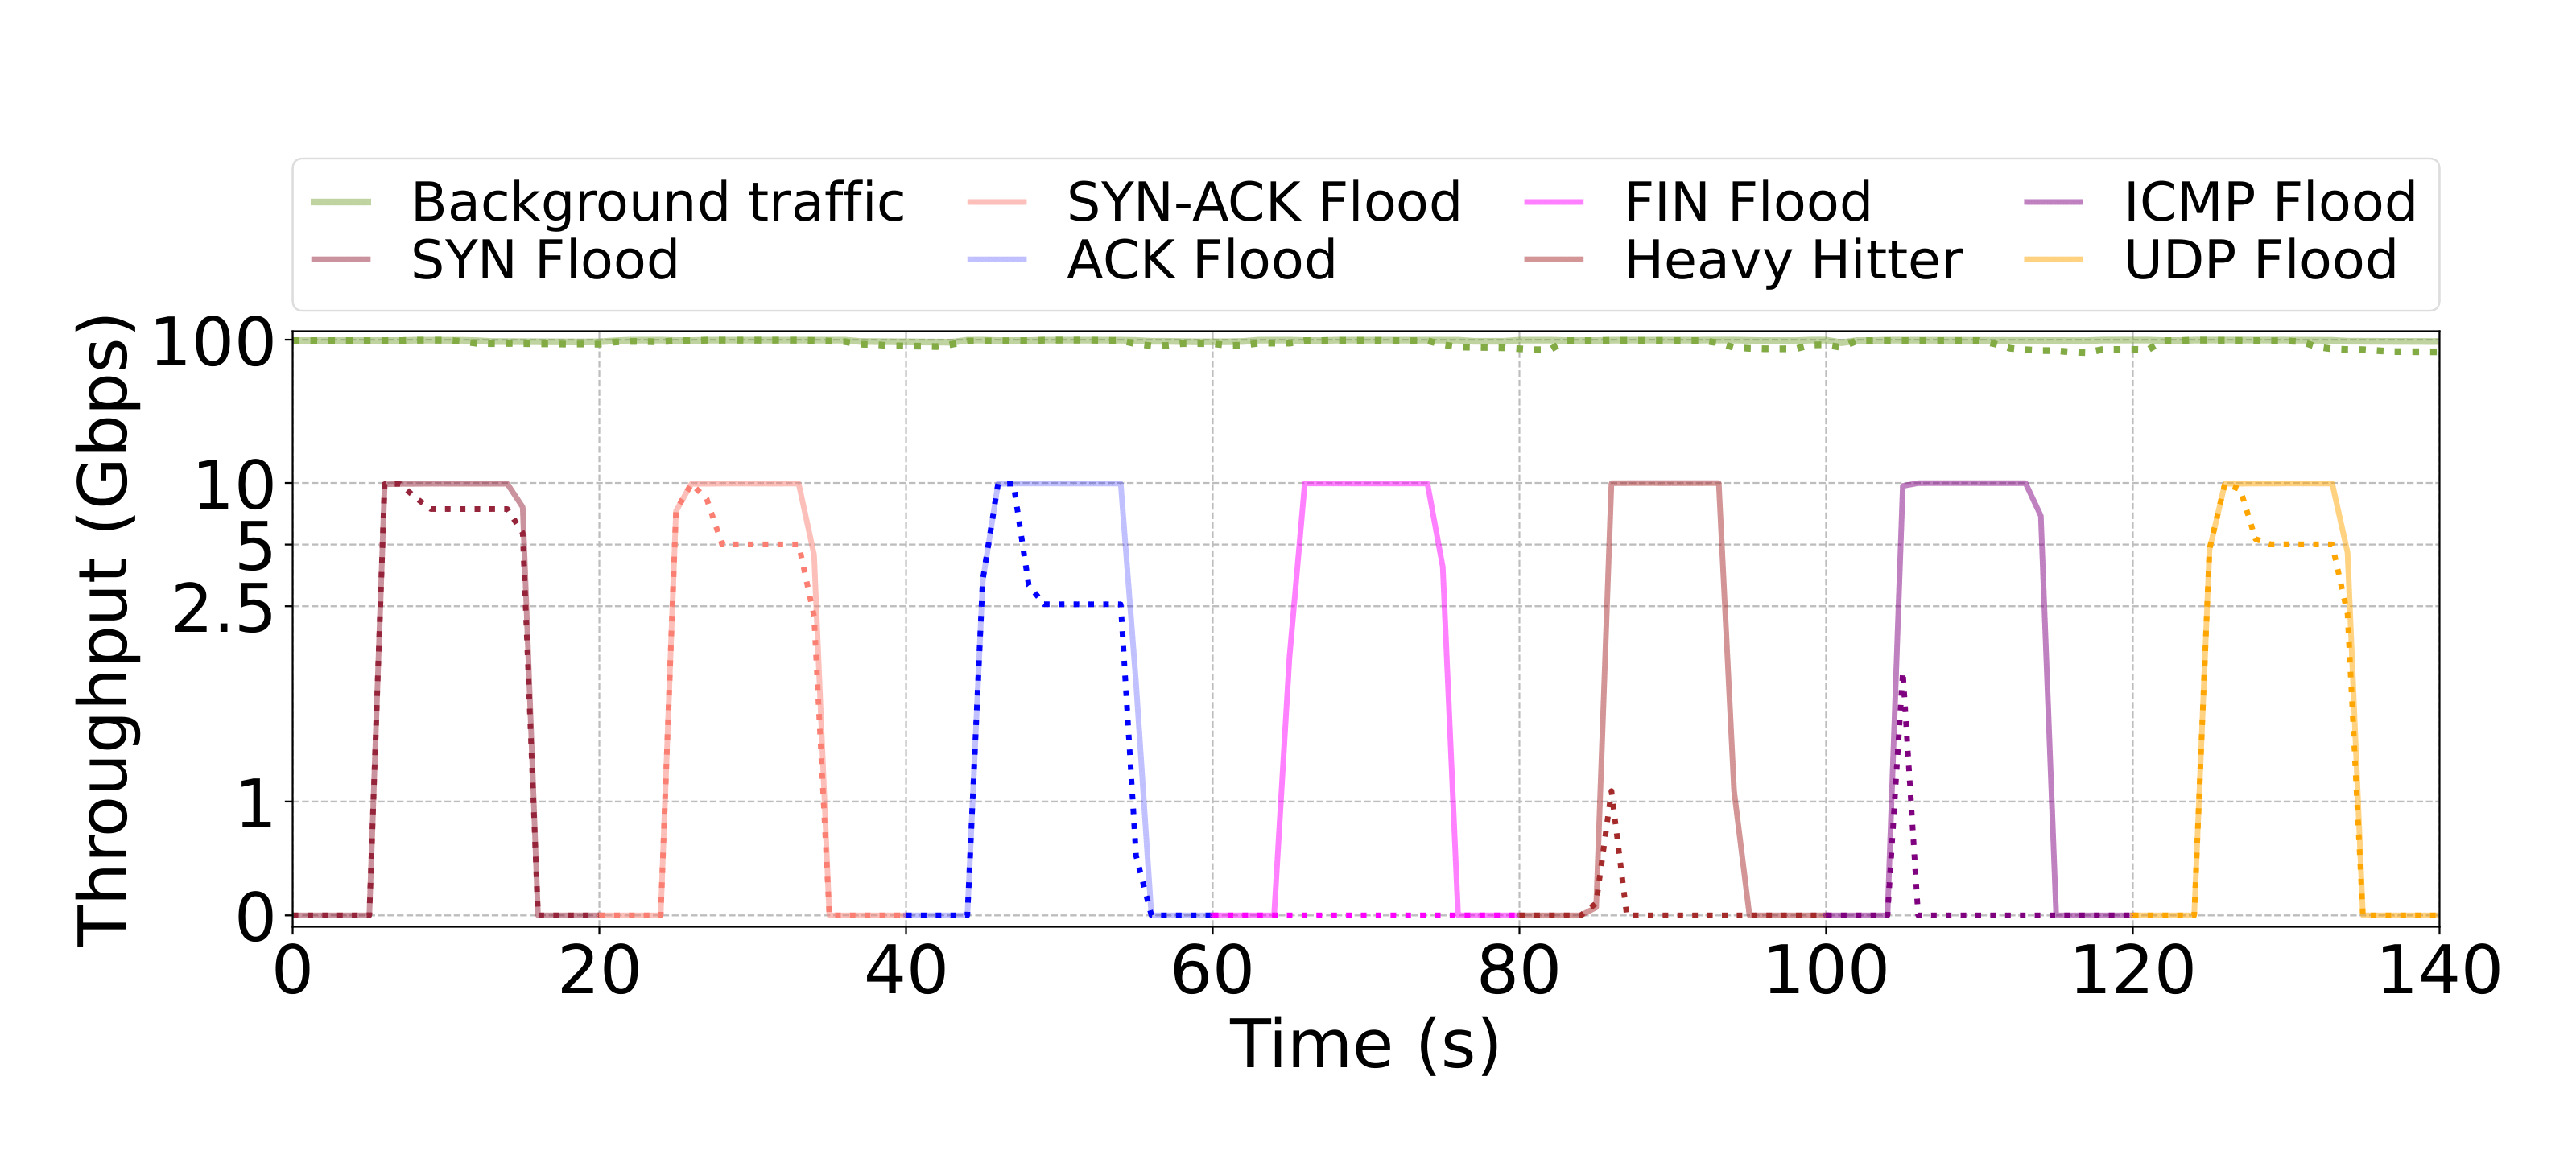 Background traffic SYN-ACK Flood FIN Flood ICMP Flood
SYN Flood ACK Flood Heavy Hitter UDP Flood
Throughput (Gbps)
100
10
5
2.5
1
0
0 20 40 60 80 100 120 140
Time (s)